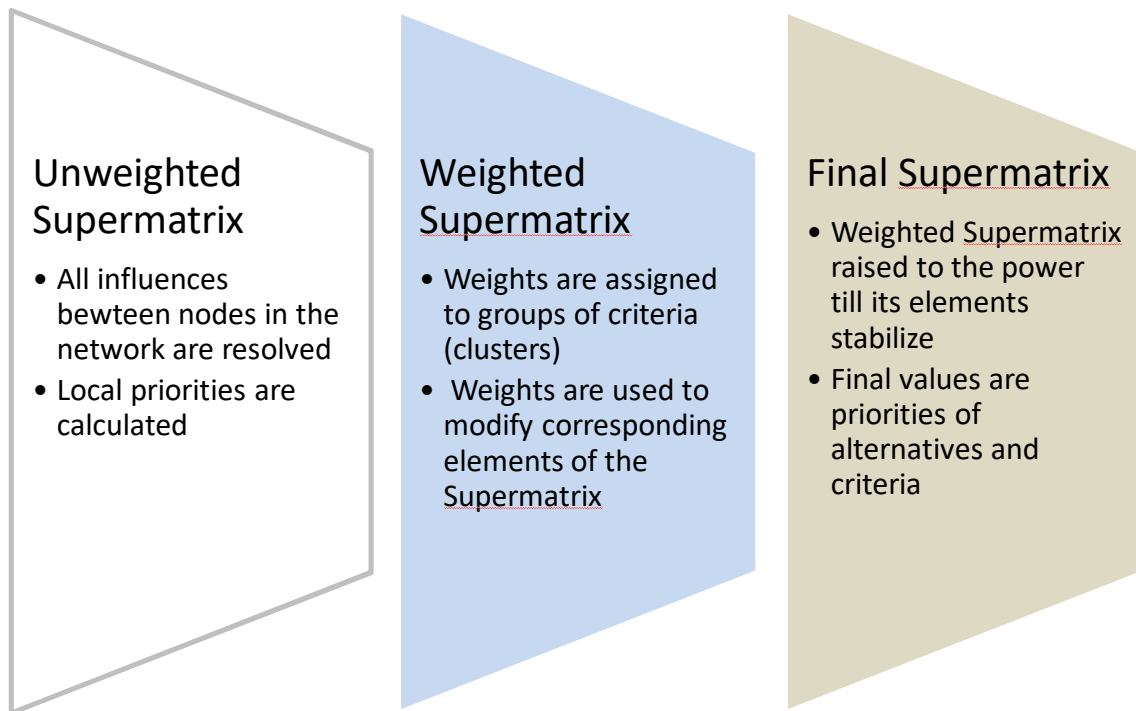 Unweighted
Supermatrix
• All influences
bewteen nodes in the
network are resolved
• Local priorities are
calculated
Weighted
Supermatrix
• Weights are assigned
to groups of criteria
(clusters)
• Weights are used to
modify corresponding
elements of the
Supermatrix
Final Supermatrix
• Weighted Supermatrix
raised to the power
till its elements
stabilize
• Final values are
priorities of
alternatives and
criteria